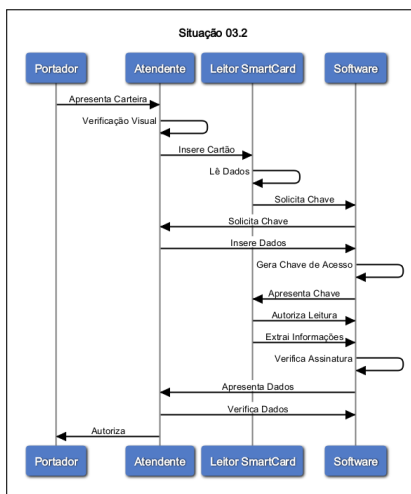 Situação 03.2
Portador Atendente Leitor SmartCard Software
Apresenta Carteira
Verificação Visual
Insere Cartão
Lê Dados
Solicita Chave
Solicita Chave
Insere Dados
Gera Chave de Acesso
Apresenta Chave
Autoriza Leitura
Extrai Informações
Verifica Assinatura
Apresenta Dados
Verifica Dados
Autoriza
Portador Atendente Leitor SmartCard Software